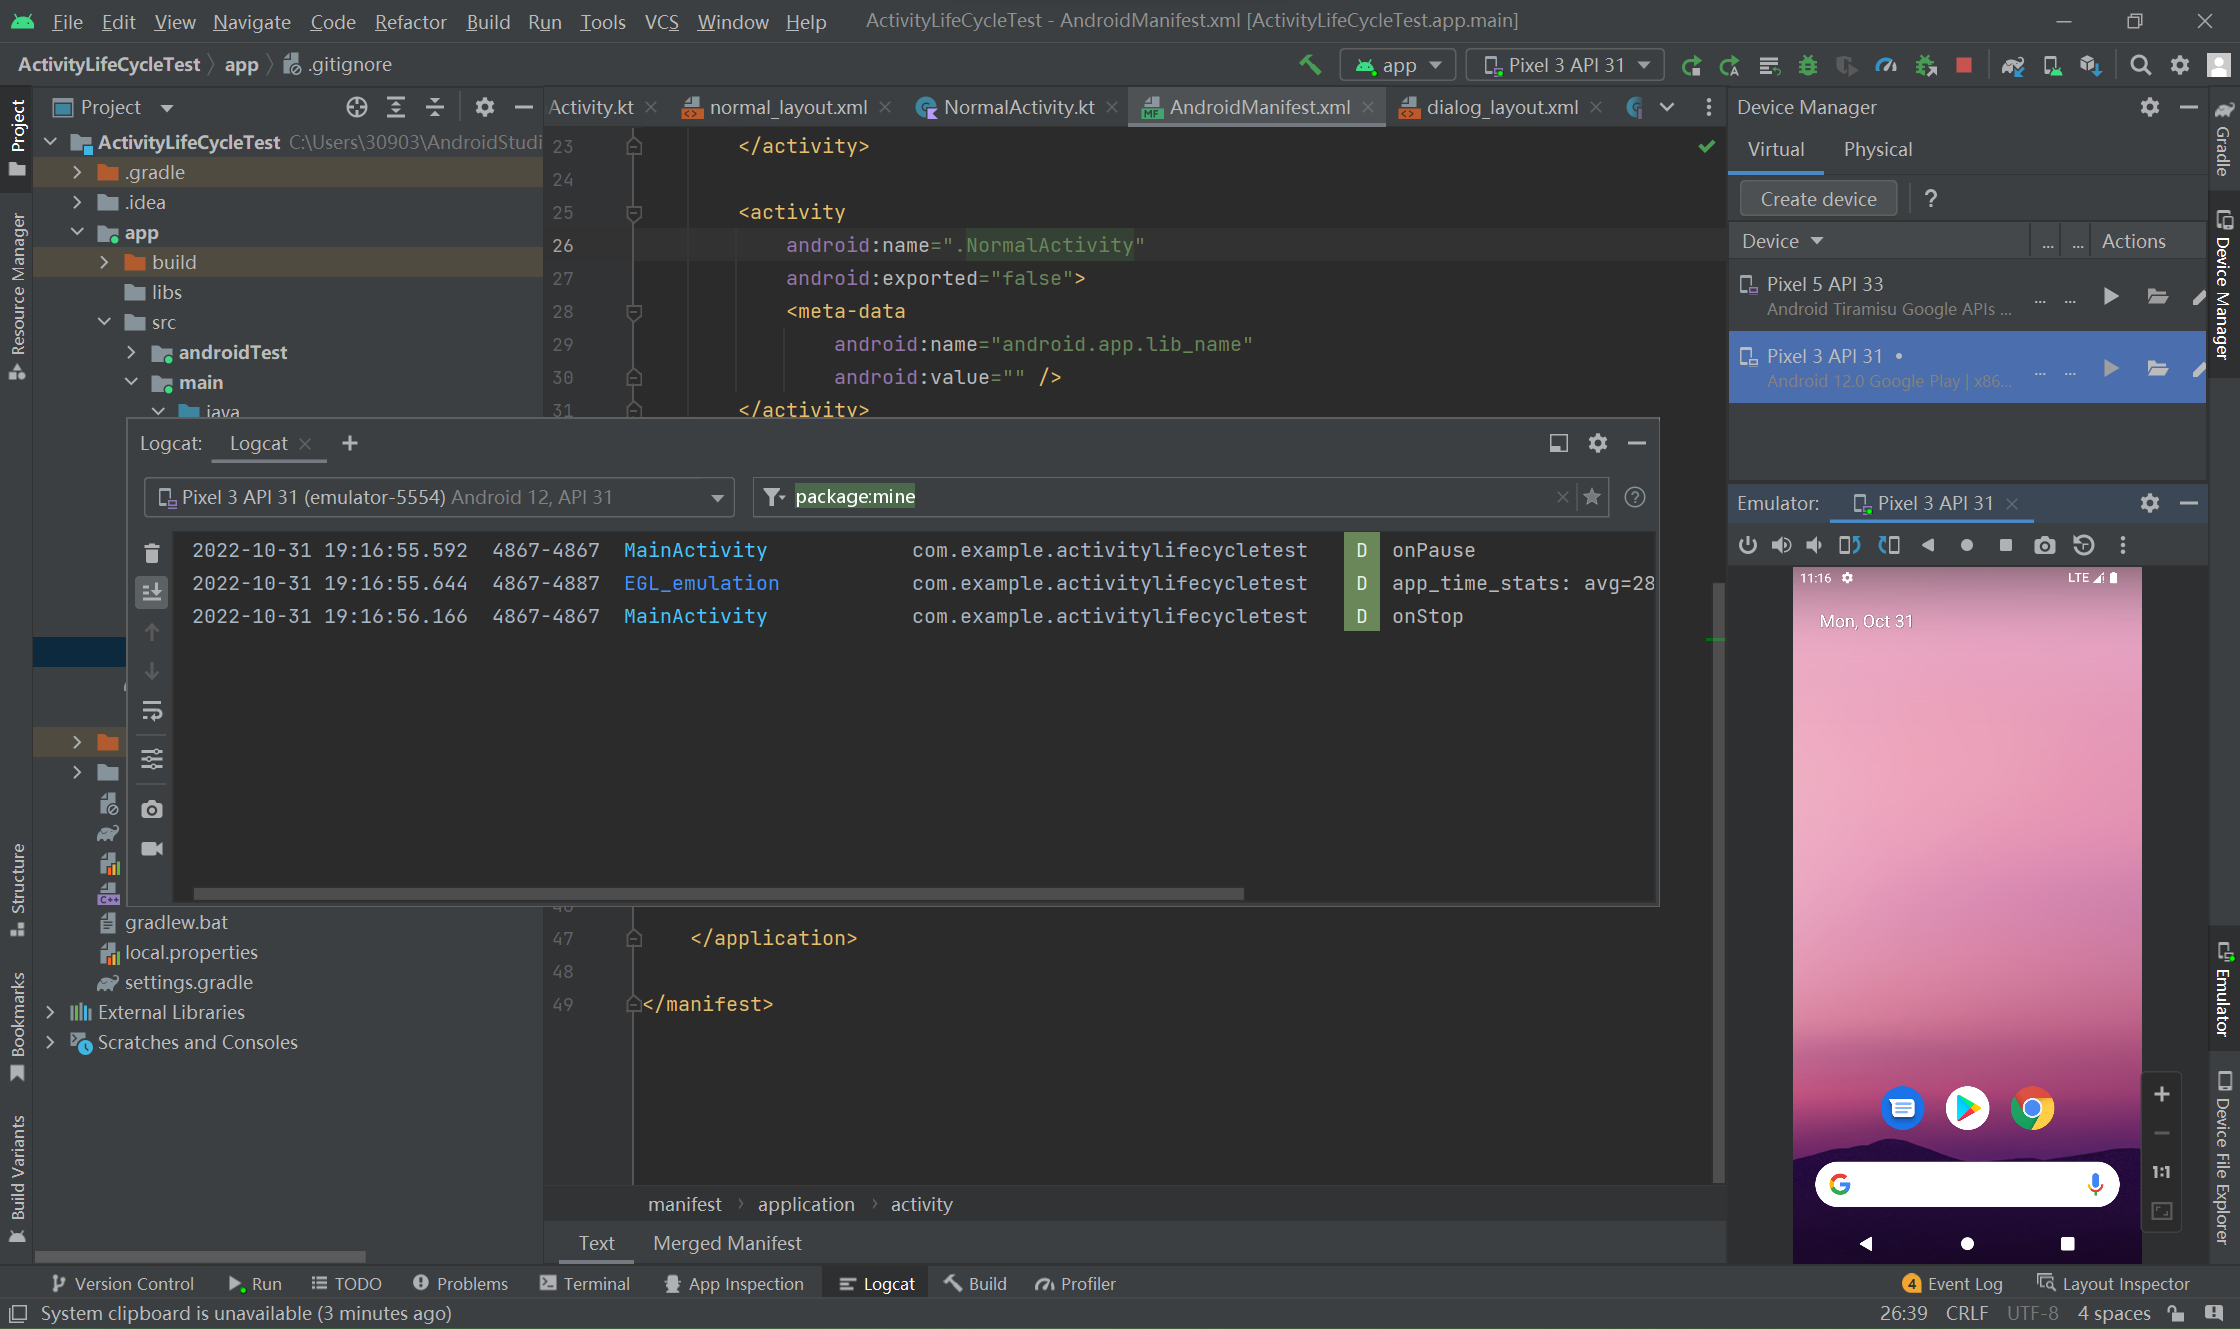 File Edit View Navigate Code Refactor Build Run Tools VCS Window Help ActivityLifeCycleTest - AndroidManifest.xml [ActivityLifeCycleTest.app.main]
ActivityLifeCycleTest app .gitignore app Pixel 3 API 31
Project
Activity.kt normal_layout.xml NormalActivity.kt AndroidManifest.xml dialog_layout.xml
Device Manager
Project
Resource Manager
Structure
Bookmarks
Build Variants
ActivityLifeCycleTest C:\Users\30903\AndroidStudi
.gradle
.idea
app
build
libs
src
androidTest
main
java
gradlew.bat
local.properties
settings.gradle
External Libraries
Scratches and Consoles
23 </activity>
24
25 <activity
26 android:name=".NormalActivity"
27 android:exported="false">
28 <meta-data
29 android:name="android.app.lib_name"
30 android:value="" />
31 </activity>
Logcat: Logcat
Pixel 3 API 31 (emulator-5554) Android 12, API 31
package:mine
2022-10-31 19:16:55.592 4867-4867 MainActivity com.example.activitylifecycletest D onPause
2022-10-31 19:16:55.644 4867-4887 EGL_emulation com.example.activitylifecycletest D app_time_stats: avg=28
2022-10-31 19:16:56.166 4867-4867 MainActivity com.example.activitylifecycletest D onStop
47 </application>
48
49 </manifest>
manifest application activity
Text Merged Manifest
Virtual Physical
Create device ?
Device ... ... Actions
Pixel 5 API 33
Android Tiramisu Google APIs ... ... ...
Pixel 3 API 31
Android 12.0 Google Play | x86... ... ...
Emulator: Pixel 3 API 31
11:16 LTE
Mon, Oct 31
1:1
Gradle
Device Manager
Emulator
Device File Explorer
Version Control Run TODO Problems Terminal App Inspection Logcat Build Profiler 4 Event Log Layout Inspector
System clipboard is unavailable (3 minutes ago) 26:39 CRLF UTF-8 4 spaces